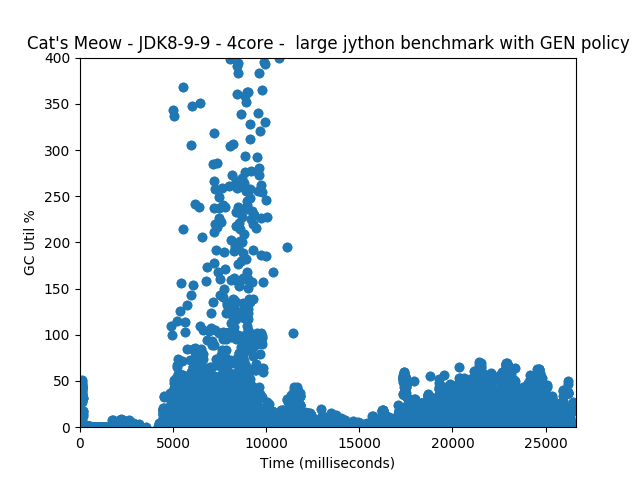 Cat's Meow - JDK8-9-9 - 4core -  large jython benchmark with GEN policy
400
350
300
250
200
150
100
50
0
GC Util %
0 5000 10000 15000 20000 25000
Time (milliseconds)